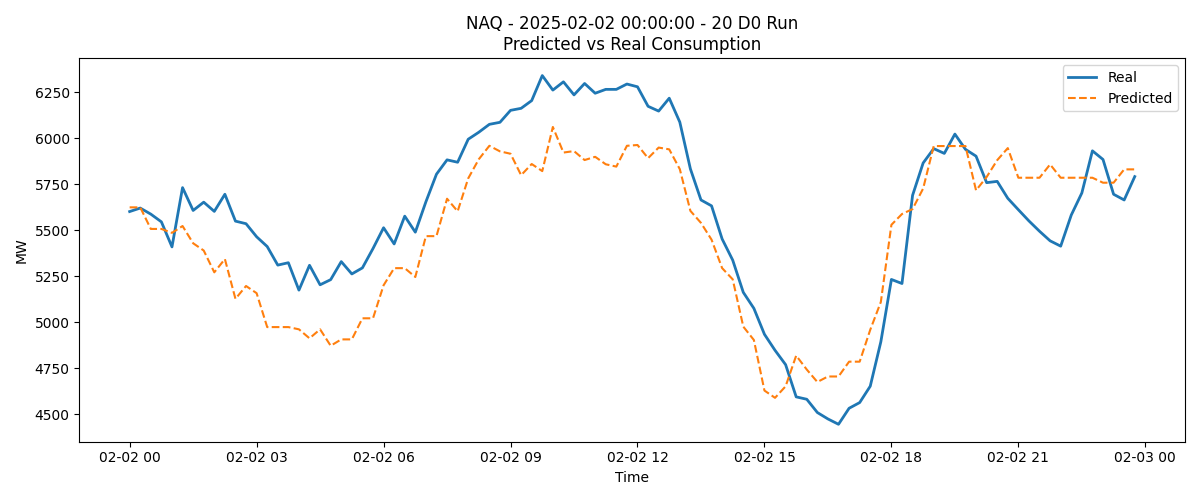 NAQ - 2025-02-02 00:00:00 - 20 D0 Run
Predicted vs Real Consumption
Real
Predicted
MW
6250
6000
5750
5500
5250
5000
4750
4500
02-02 00
02-02 03
02-02 06
02-02 09
02-02 12
02-02 15
02-02 18
02-02 21
02-03 00
Time